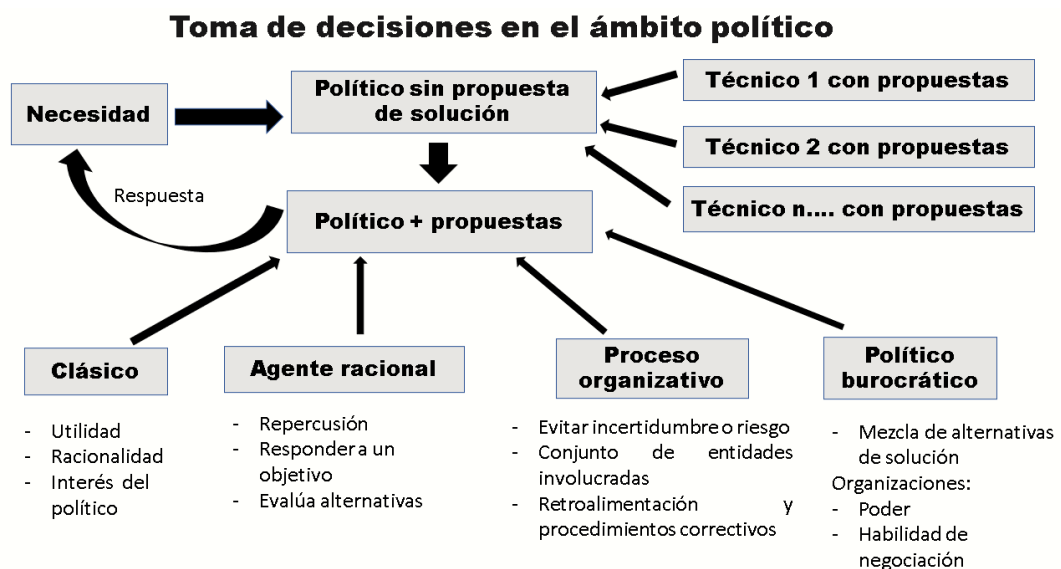 Toma de decisiones en el ámbito político
Necesidad
Político sin propuesta
de solución
Técnico 1 con propuestas
Técnico 2 con propuestas
Técnico n.... con propuestas
Respuesta
Político + propuestas
Clásico
- Utilidad
- Racionalidad
- Interés del
político
Agente racional
- Repercusión
- Responder a un
objetivo
- Evalúa alternativas
Proceso
organizativo
- Evitar incertidumbre o riesgo
- Conjunto de entidades
involucradas
- Retroalimentación y
procedimientos correctivos
Político
burocrático
- Mezcla de alternativas
de solución
Organizaciones:
- Poder
- Habilidad de
negociación